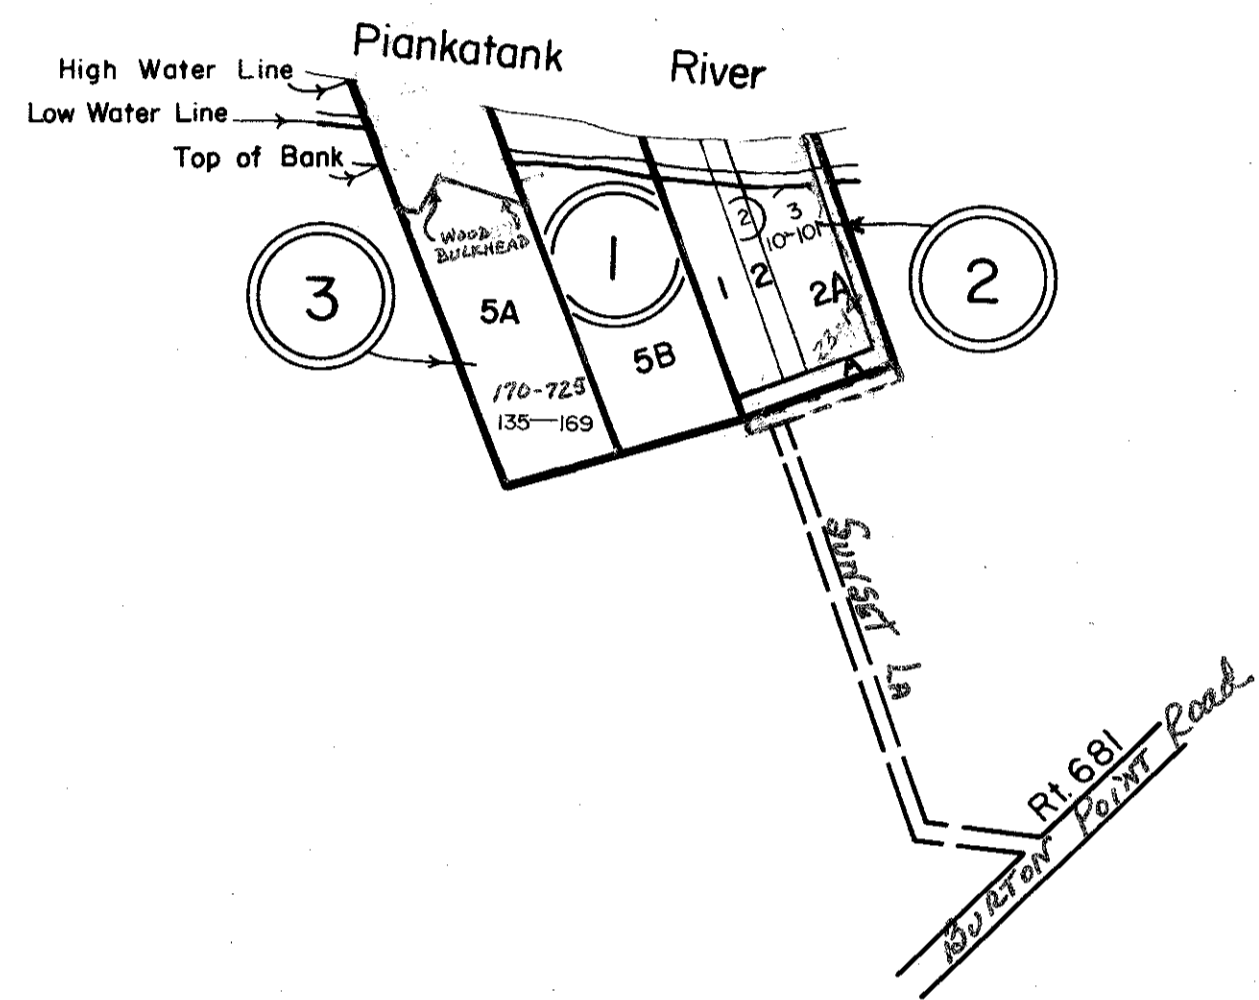 Piankatank River
High Water Line
Low Water Line
Top of Bank
WOOD
BULKHEAD
3
1
2
2
3
10-101
5A
5B
1
2
2A
A
170-725
135—169
Sunset Ln
Rt. 681
BURTON POINT Road